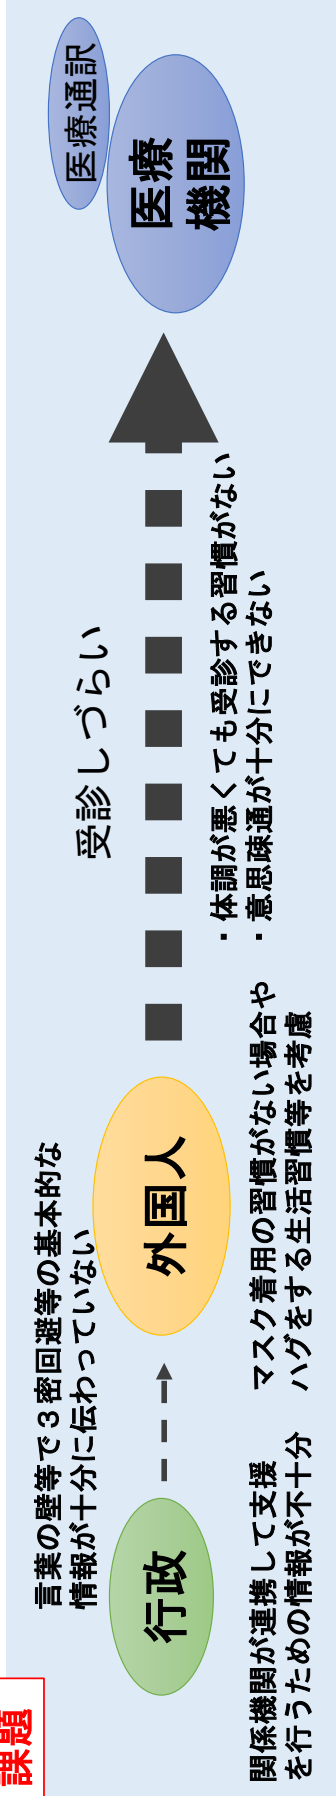 課題
言葉の壁等で3密回避等の基本的な
情報が十分に伝わっていない
行政
関係機関が連携して支援
を行うための情報が不十分
外国人
マスク着用の習慣がない場合や
ハグをする生活習慣等を考慮
受診しづらい
・体調が悪くても受診する習慣がない
・意思疎通が十分にできない
医療通訳
医療
機関